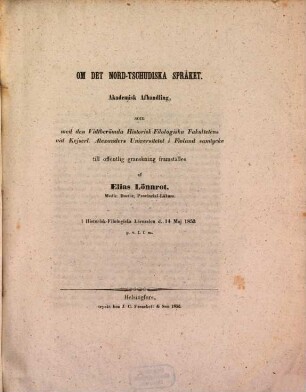 OM DET NORD-TSCHUDISKA SPRÅKET.
Akademisk Afhandling,
som
med den Vidtberömda Historisk-Filologiska Fakultetens
vid Kejserl. Alexanders Universitetet i Finland samtycke
till offentlig granskning framställes
af
Elias Lönnrot,
Medic. Doctor, Provincial-Läkare.
i Historisk-Filologiska Lärosalen d. 14 Maj 1853
p. v. t. f. m.
Helsingfors,
tryckt hos J. C. Frenckell & Son 1853.